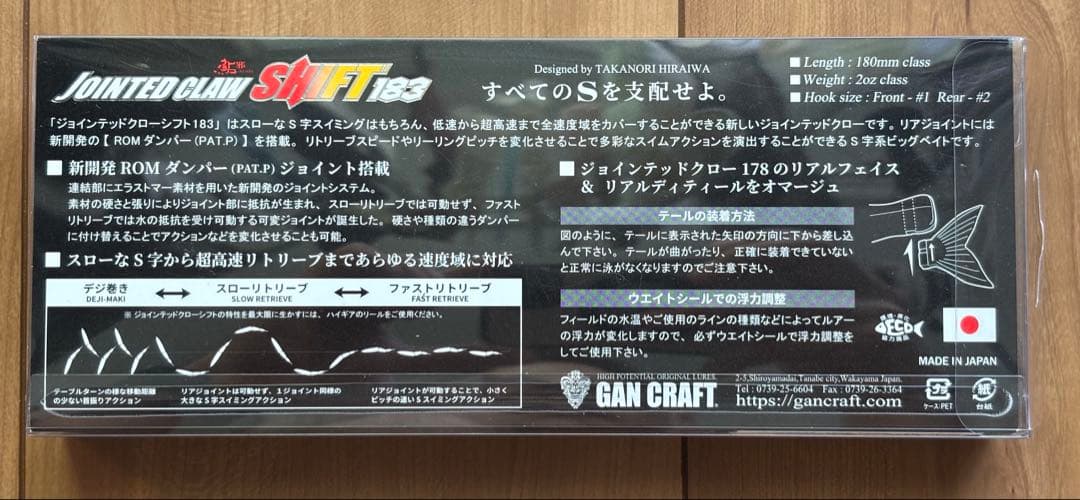 鮎邪
JOINTED CLAW SHIFT 183
Designed by TAKANORI HIRAIWA
すべてのSを支配せよ。
■ Length : 180mm class
■ Weight : 2oz class
■ Hook size : Front - #1 Rear - #2
「ジョインテッドクローシフト183」はスローなS字スイミングはもちろん、低速から超高速まで全速度域をカバーすることができる新しいジョインテッドクローです。リアジョイントには
新開発の【 ROMダンパー(PAT.P)】を搭載。リトリーブスピードやリーリングピッチを変化させることで多彩なスイムアクションを演出することができるS字系ビッグベイトです。
■ 新開発ROMダンパー(PAT.P)ジョイント搭載
連結部にエラストマー素材を用いた新開発のジョイントシステム。
素材の硬さと張りによりジョイント部に抵抗が生まれ、スローリトリーブでは可動せず、ファスト
リトリーブでは水の抵抗を受け可動する可変ジョイントが誕生した。硬さや種類の違うダンパー
に付け替えることでアクションなどを変化させることも可能。
■ スローなS字から超高速リトリーブまであらゆる速度域に対応
デジ巻き スローリトリーブ ファストリトリーブ
DEJI-MAKI SLOW RETRIEVE FAST RETRIEVE
※ ジョインテッドクローシフトの特性を最大限に生かすには、ハイギアのリールをご使用ください。
テーブルターンの様な移動距離 リアジョイントは可動せず、1ジョイント同様の リアジョイントが可動することで、小さく
の少ない首振りアクション 大きなS字スイミングアクション ピッチの速いSスイミングアクション
■ ジョインテッドクロー178のリアルフェイス
& リアルディティールをオマージュ
テールの装着方法
図のように、テールに表示された矢印の方向に下から差し込
んで下さい。テールが曲がったり、正確に装着できていない
と正常に泳がなくなりますのでご注意下さい。
ウエイトシールでの浮力調整
フィールドの水温やご使用のラインの種類などによってルアー
の浮力が変化しますので、必ずウエイトシールで浮力調整を
してご使用下さい。
ECO
MADE IN JAPAN
HIGH POTENTIAL ORIGINAL LURES.
GAN CRAFT.
2-5,Shiroyamadai,Tanabe city,Wakayama Japan.
Tel : 0739-25-6604 Fax : 0739-26-3364
https://gancraft.com
プラ
ケース:PET
紙
台紙